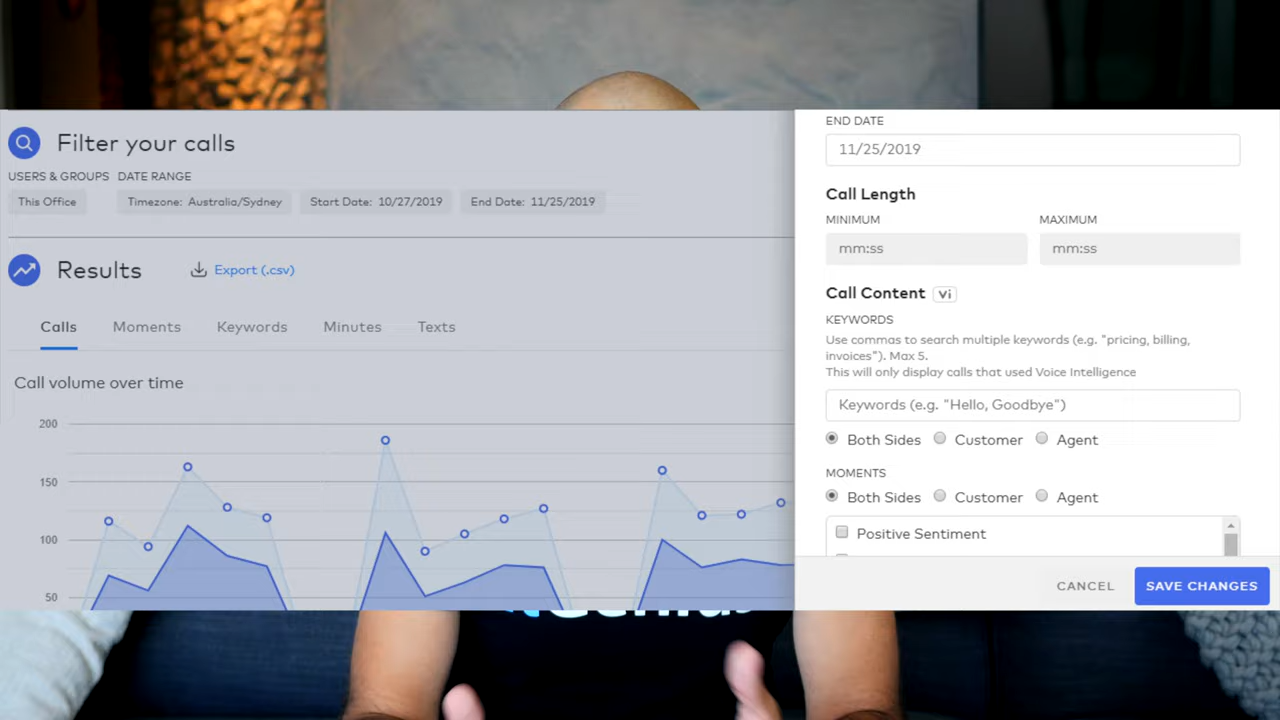 Filter your calls
USERS & GROUPS DATE RANGE
This Office Timezone: Australia/Sydney Start Date: 10/27/2019 End Date: 11/25/2019
Results Export (.csv)
Calls Moments Keywords Minutes Texts
Call volume over time
200
150
100
50
END DATE
11/25/2019
Call Length
MINIMUM MAXIMUM
mm:ss mm:ss
Call Content Vi
KEYWORDS
Use commas to search multiple keywords (e.g. "pricing, billing,
invoices"). Max 5.
This will only display calls that used Voice Intelligence
Keywords (e.g. "Hello, Goodbye")
Both Sides Customer Agent
MOMENTS
Both Sides Customer Agent
Positive Sentiment
CANCEL SAVE CHANGES